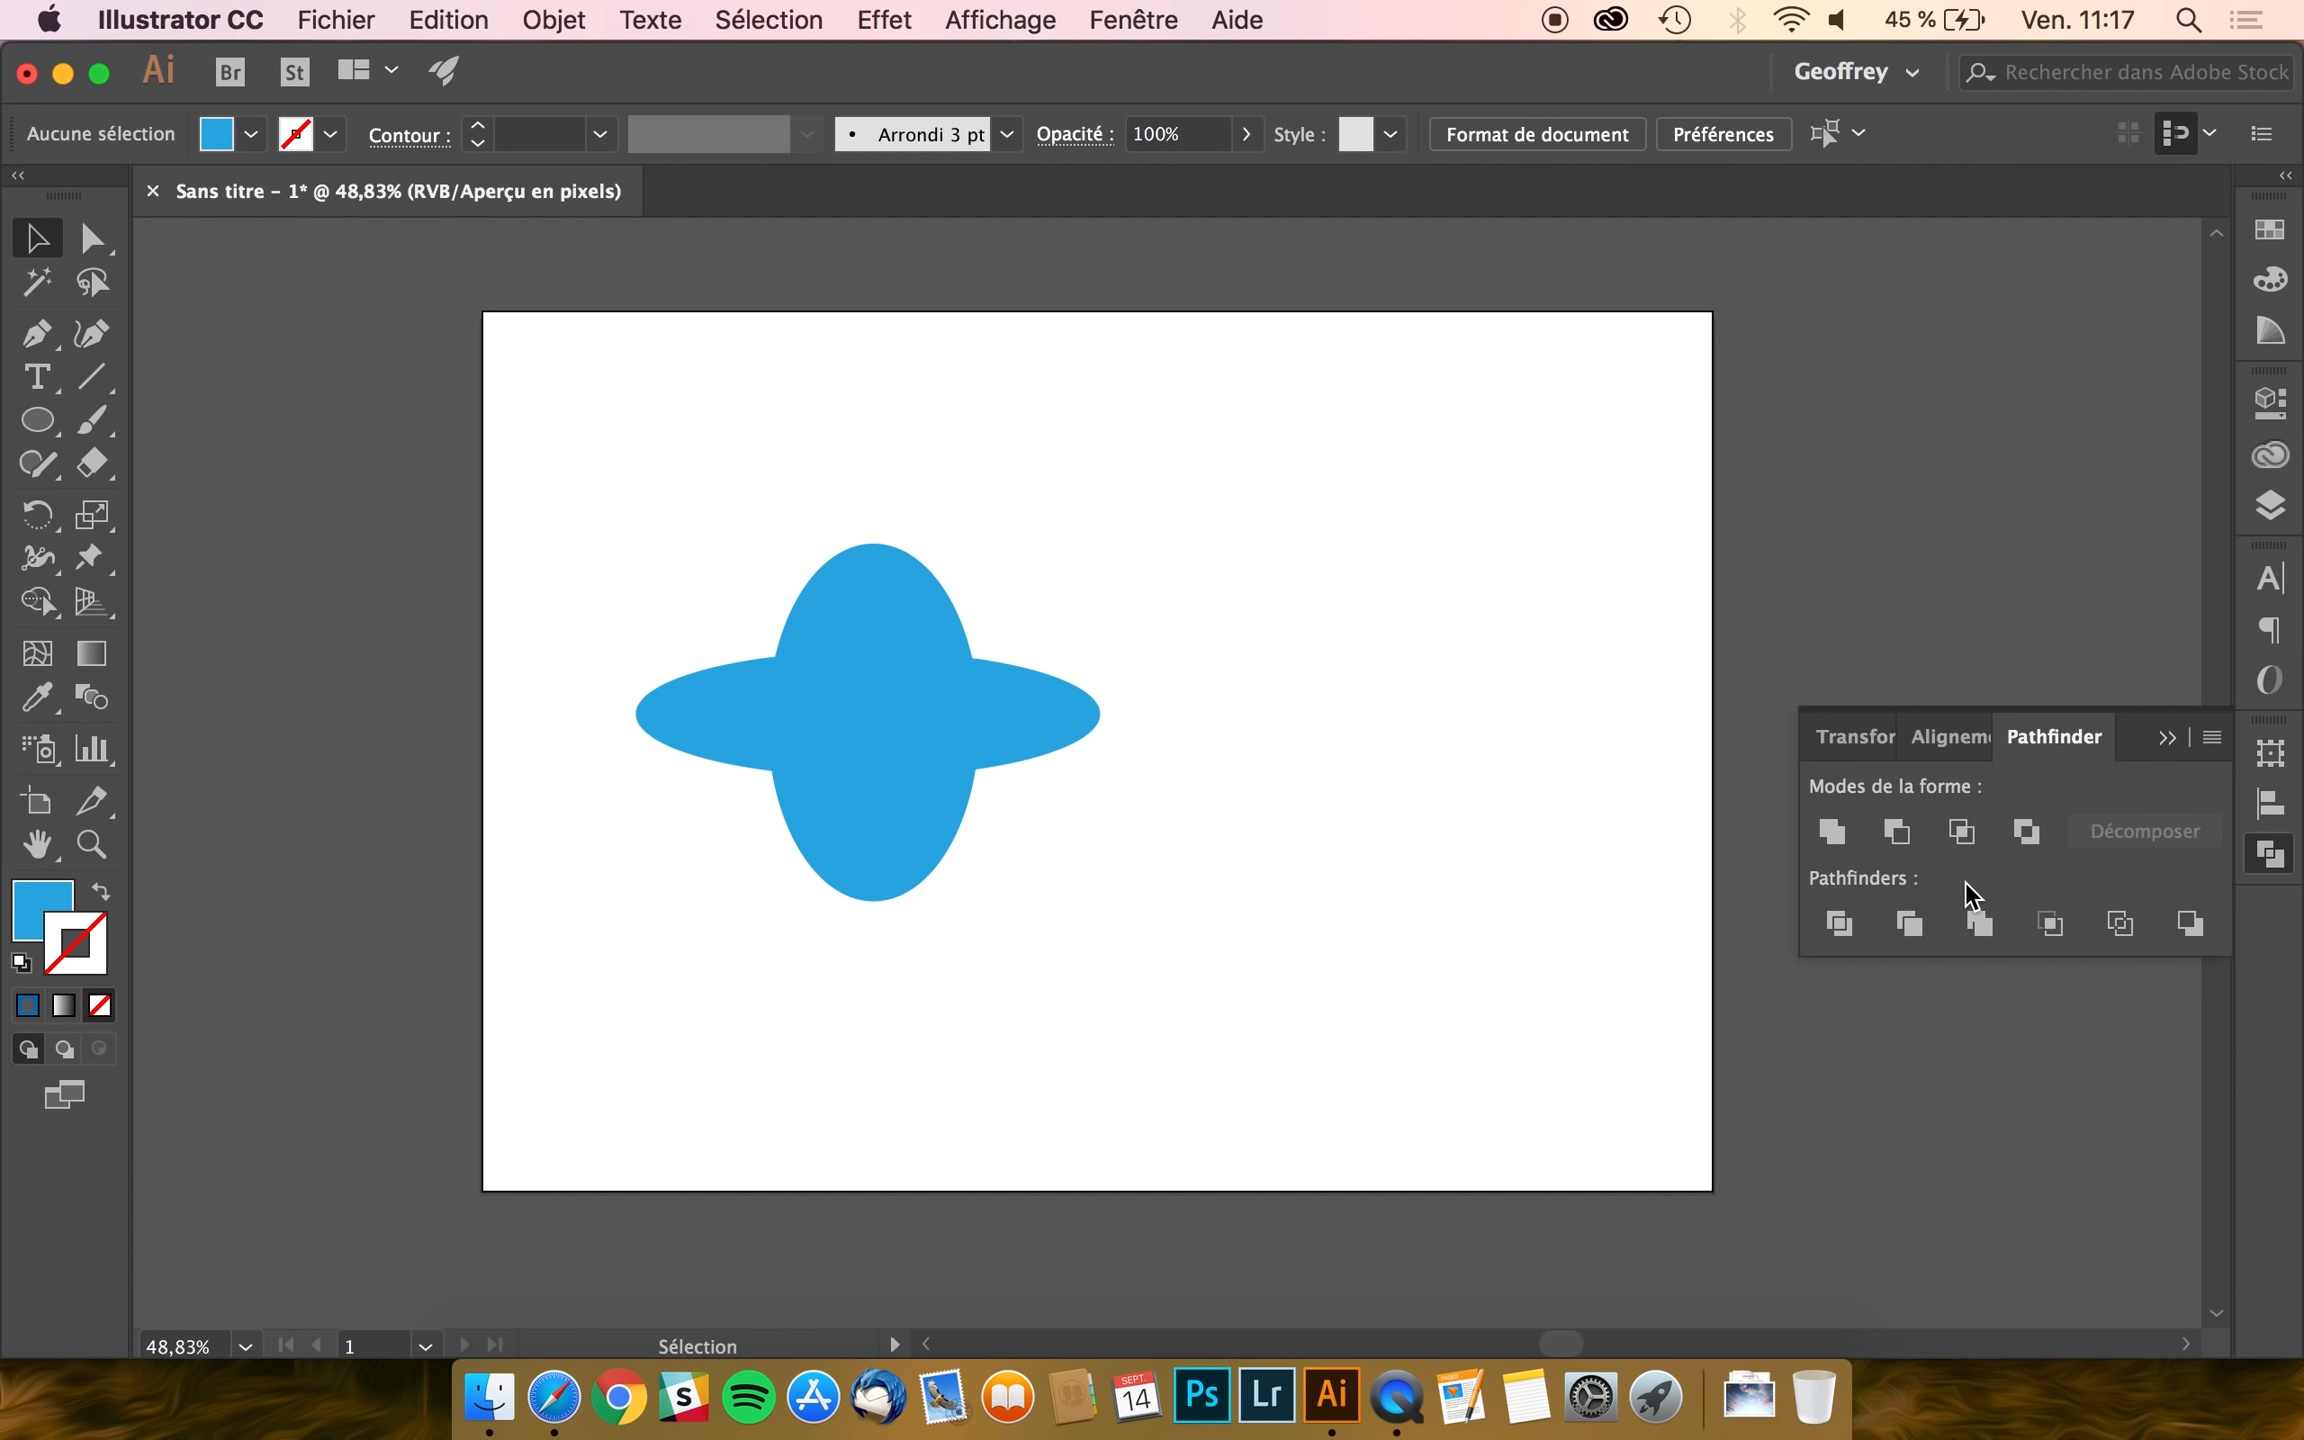 Illustrator CC Fichier Edition Objet Texte Sélection Effet Affichage Fenêtre Aide 45 % Ven. 11:17
Ai Br St Geoffrey Rechercher dans Adobe Stock
Aucune sélection Contour : Arrondi 3 pt Opacité : 100% Style : Format de document Préférences
Sans titre - 1* @ 48,83% (RVB/Aperçu en pixels)
Transfor Alignem Pathfinder
Modes de la forme :
Décomposer
Pathfinders :
48,83% 1 Sélection
SEPT.
14
Ps Lr Ai